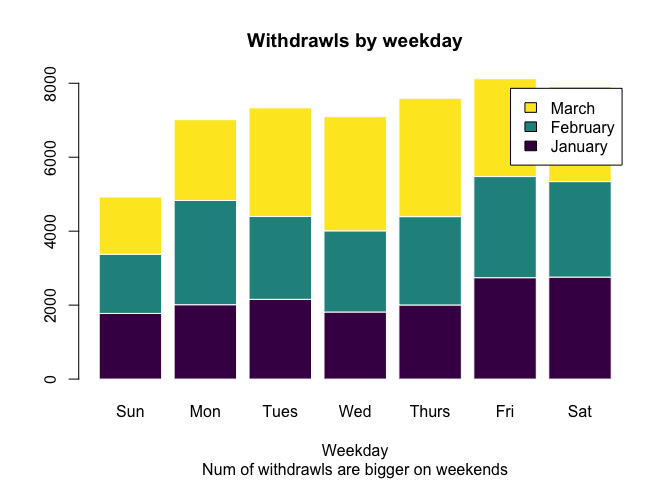 Withdrawls by weekday
8000
6000
4000
2000
0
March
February
January
Sun Mon Tues Wed Thurs Fri Sat
Weekday
Num of withdrawls are bigger on weekends